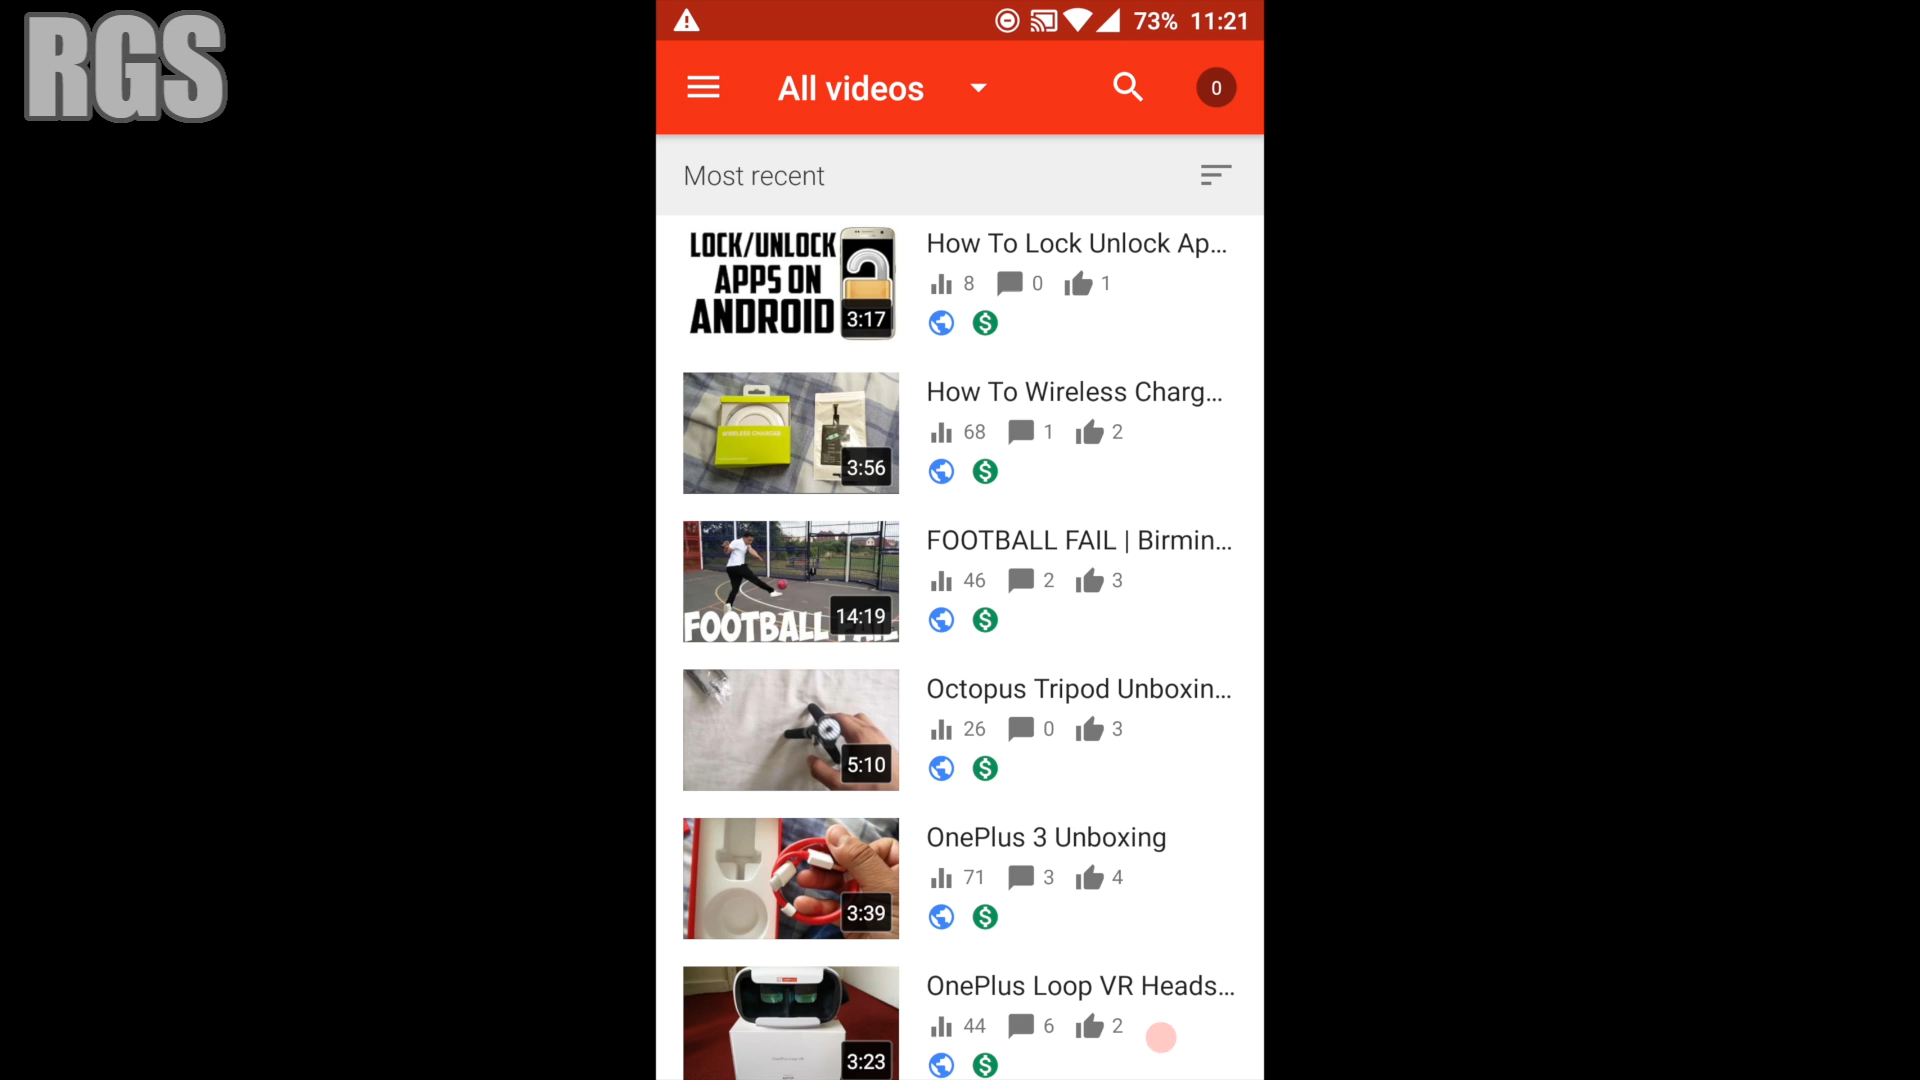 RGS
73% 11:21
All videos
0
Most recent
LOCK/UNLOCK
APPS ON
ANDROID
3:17
How To Lock Unlock Ap...
8 0 1
WIRELESS CHARGER
3:56
How To Wireless Charg...
68 1 2
FOOTBALL FAIL
14:19
FOOTBALL FAIL | Birmin...
46 2 3
5:10
Octopus Tripod Unboxin...
26 0 3
3:39
OnePlus 3 Unboxing
71 3 4
3:23
OnePlus Loop VR Heads...
44 6 2